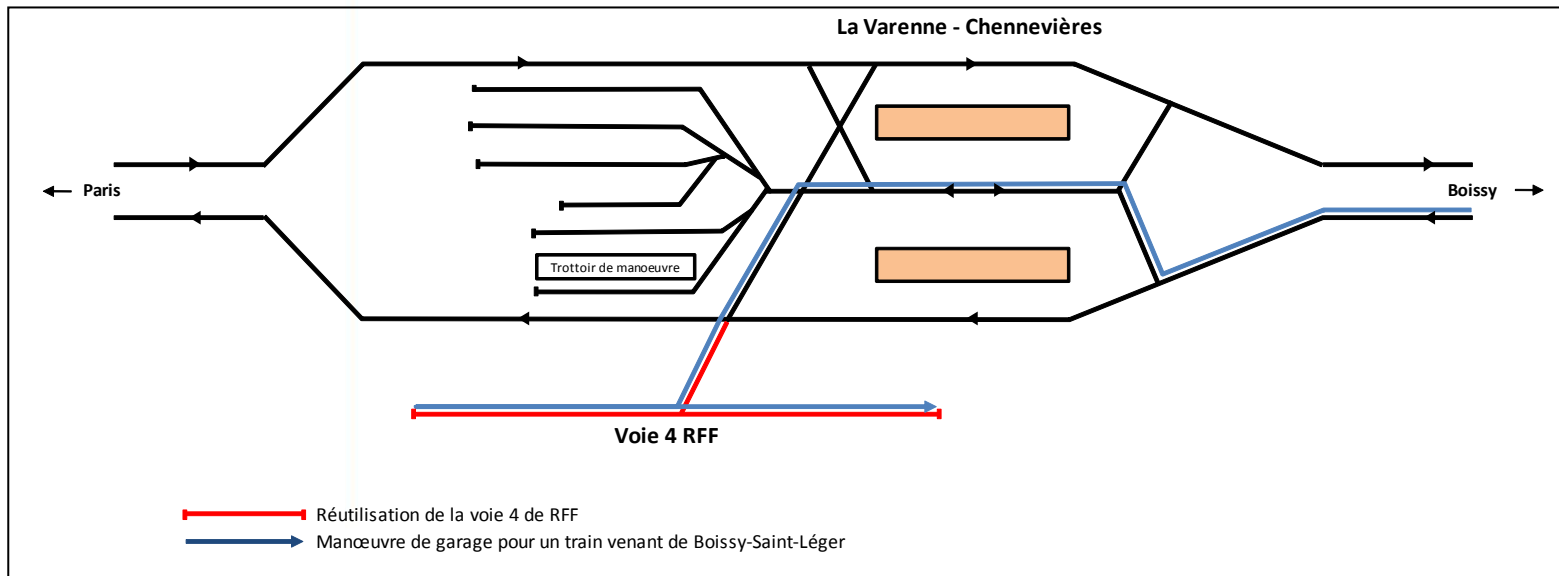 La Varenne - Chennevières
Paris
Boissy
Trottoir de manoeuvre
Voie 4 RFF
Réutilisation de la voie 4 de RFF
Manœuvre de garage pour un train venant de Boissy-Saint-Léger